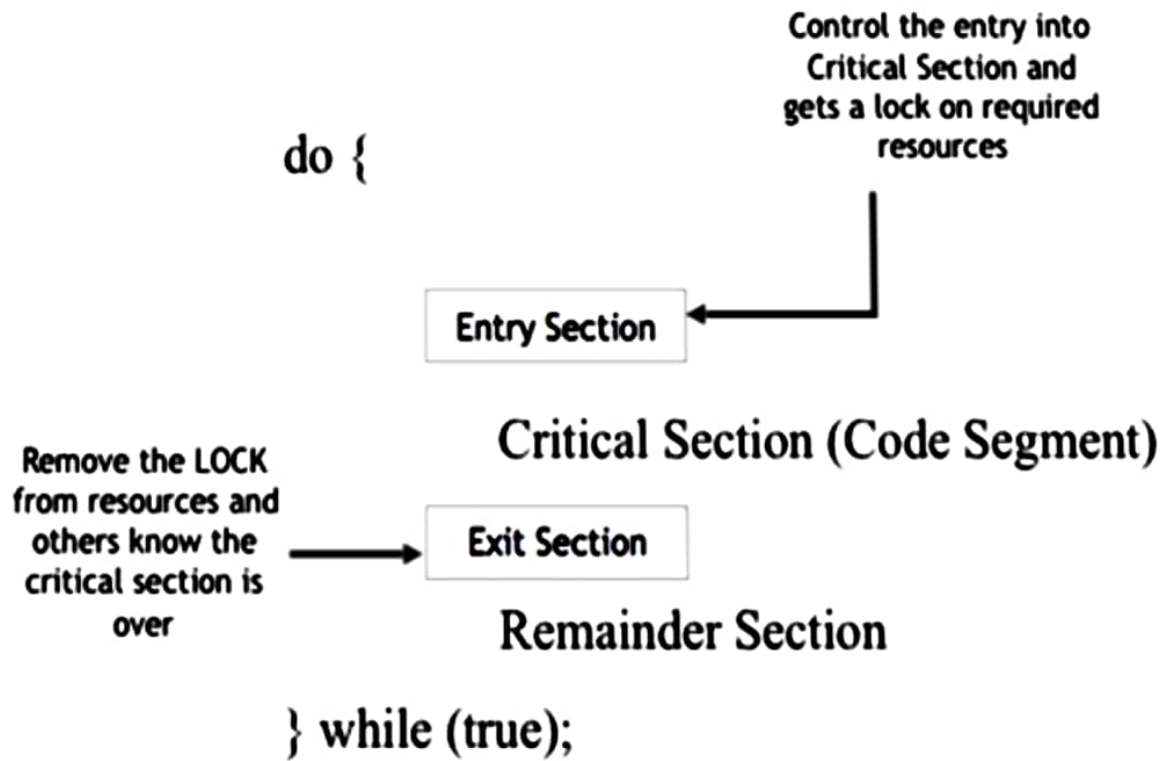 Control the entry into
Critical Section and
gets a lock on required
resources
do {
Entry Section
Critical Section (Code Segment)
Remove the LOCK
from resources and
others know the
critical section is
over
Exit Section
Remainder Section
} while (true);